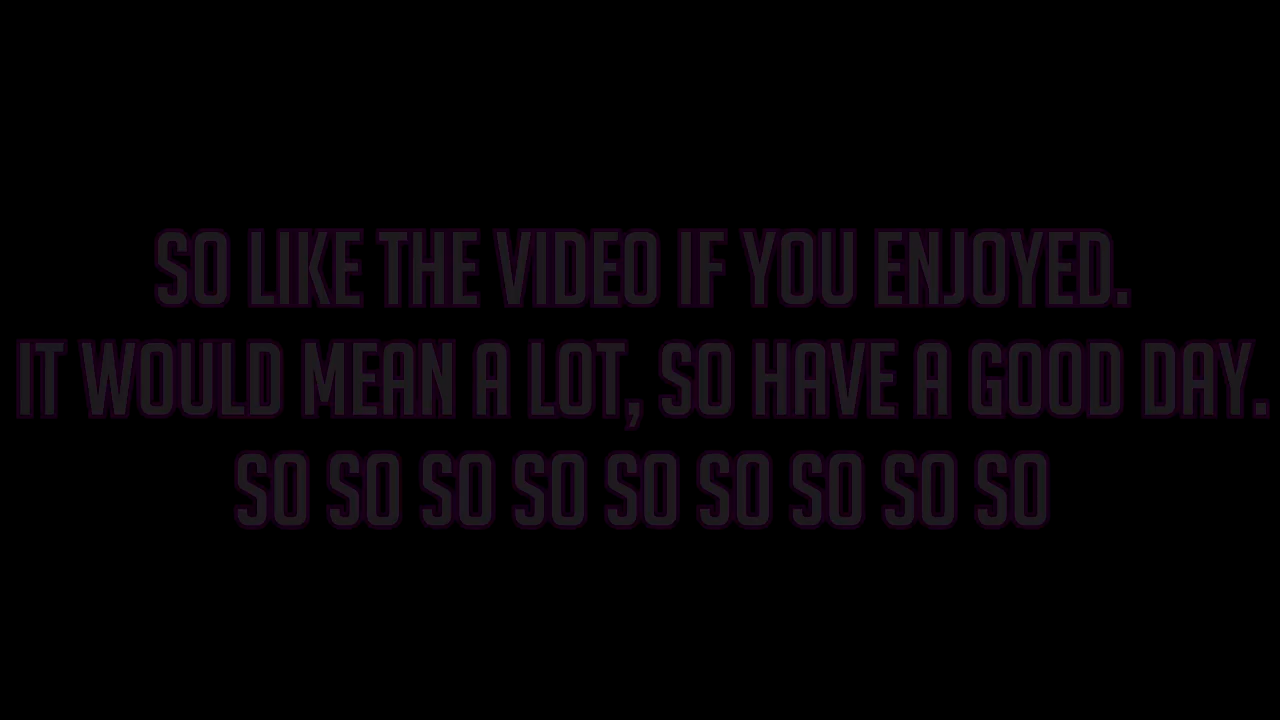 SO LIKE THE VIDEO IF YOU ENJOYED.
IT WOULD MEAN A LOT, SO HAVE A GOOD DAY.
SO SO SO SO SO SO SO SO SO